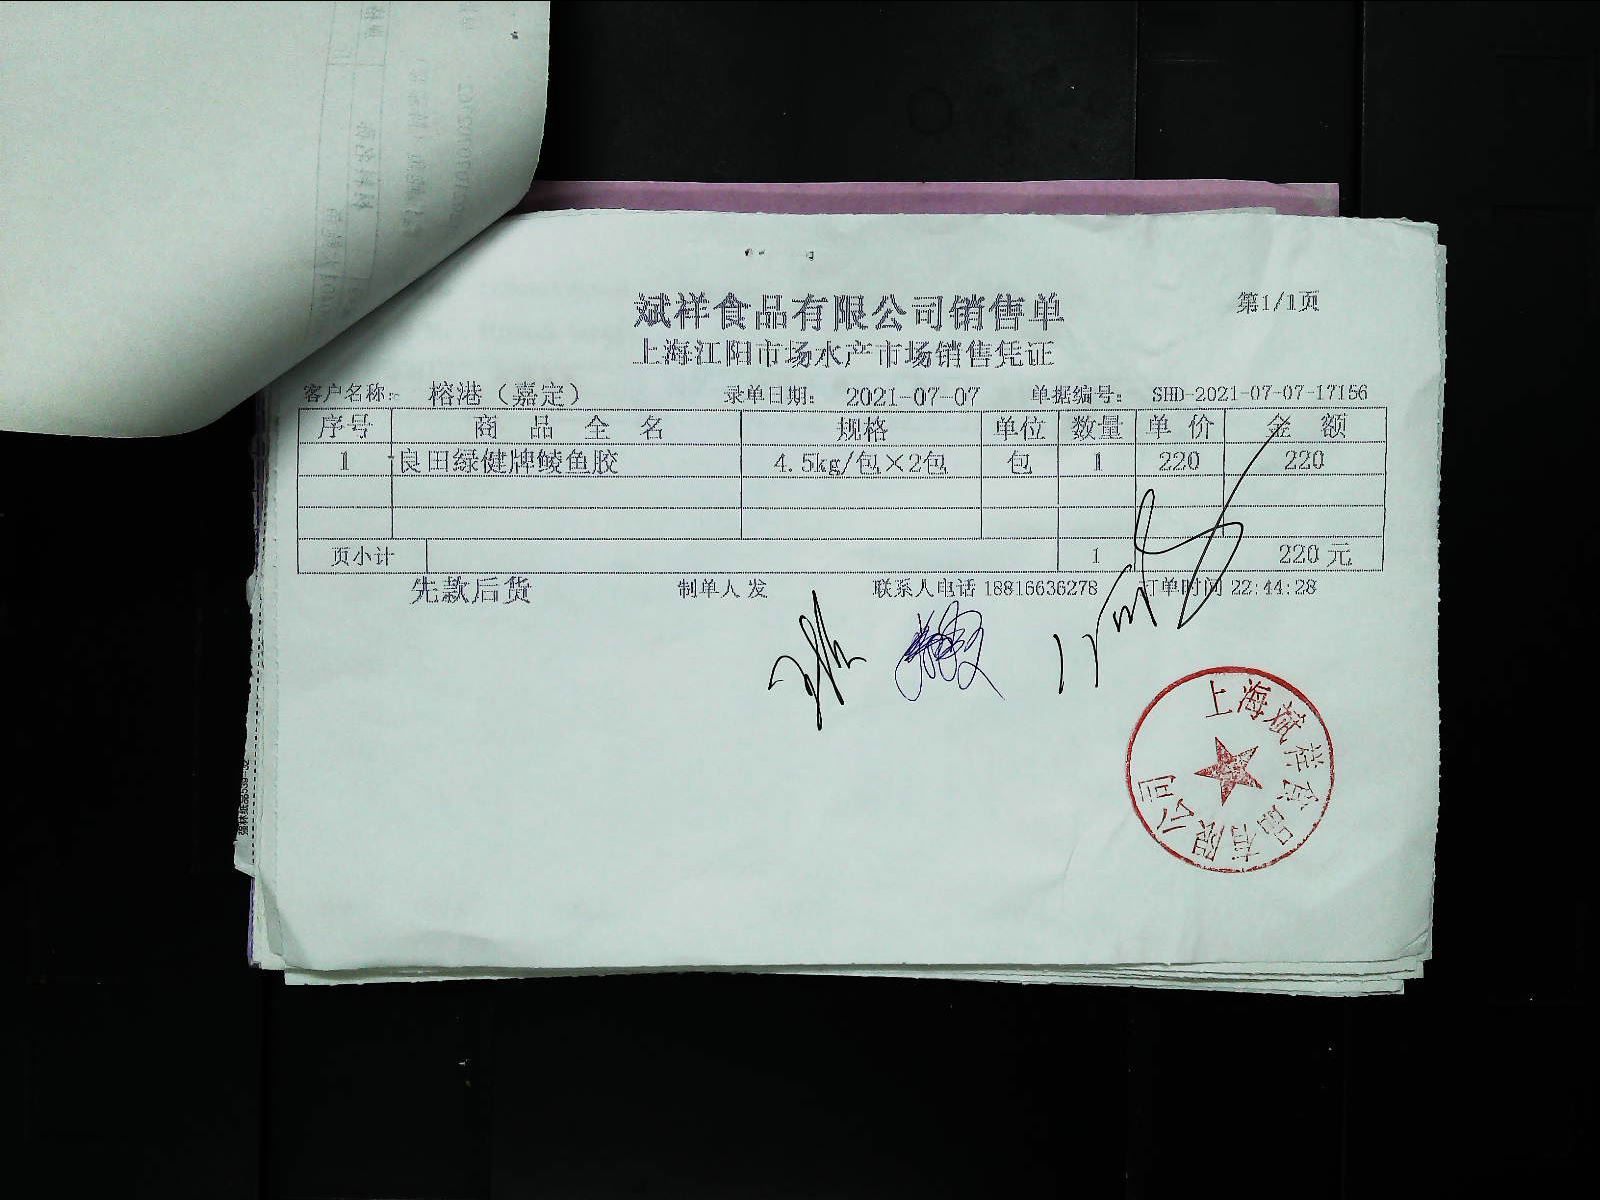 斌祥食品有限公司销售单
第1/1页
上海江阳市场水产市场销售凭证
客户名称: 榕港（嘉定） 录单日期: 2021-07-07 单据编号: SHD-2021-07-07-17156
序号 商品全名 规格 单位 数量 单价 金额
1 良田绿健牌鲮鱼胶 4.5kg/包×2包 包 1 220 220
页小计 1 220元
先款后货 制单人 发 联系人电话 18816636278 订单时间 22:44:28
上海斌祥食品有限公司